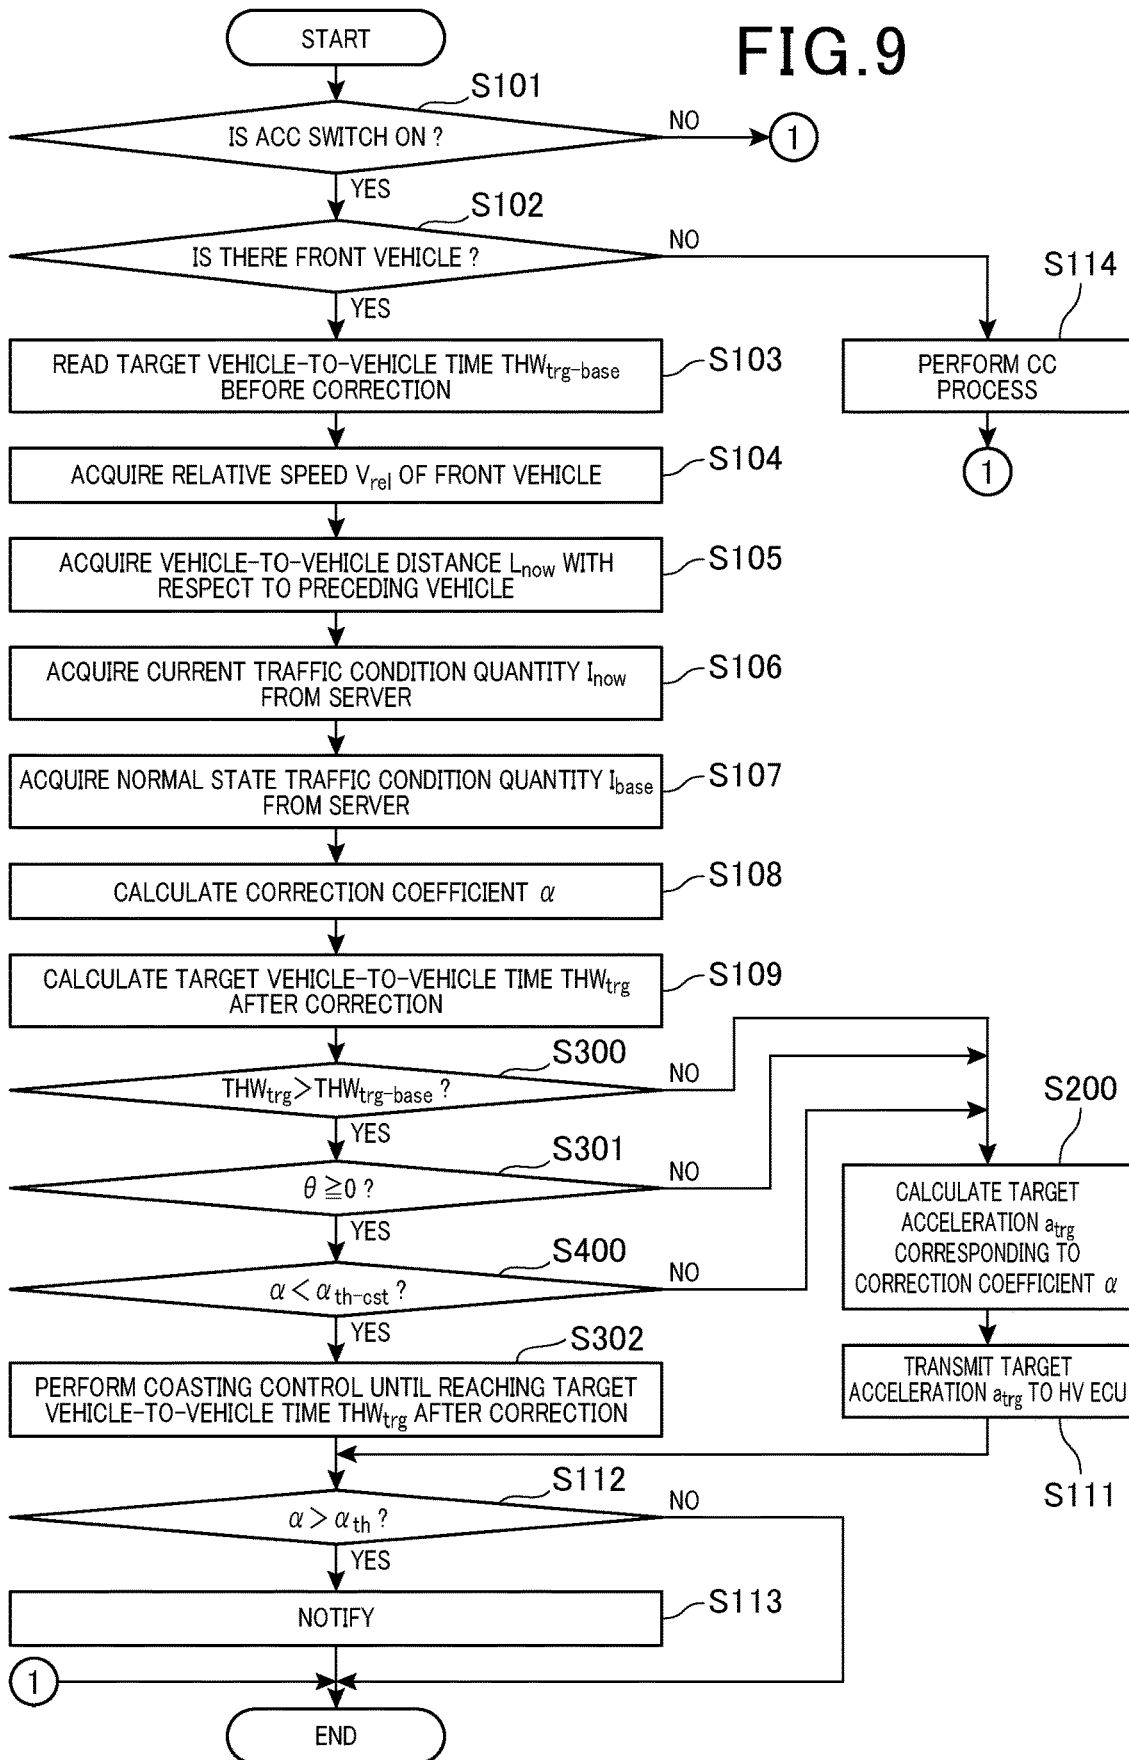 FIG.9
START
S101
IS ACC SWITCH ON ?
NO
1
YES
S102
IS THERE FRONT VEHICLE ?
NO
YES
S114
PERFORM CC
PROCESS
1
READ TARGET VEHICLE-TO-VEHICLE TIME THWtrg-base
BEFORE CORRECTION
S103
ACQUIRE RELATIVE SPEED Vrel OF FRONT VEHICLE
S104
ACQUIRE VEHICLE-TO-VEHICLE DISTANCE Lnow WITH
RESPECT TO PRECEDING VEHICLE
S105
ACQUIRE CURRENT TRAFFIC CONDITION QUANTITY Inow
FROM SERVER
S106
ACQUIRE NORMAL STATE TRAFFIC CONDITION QUANTITY Ibase
FROM SERVER
S107
CALCULATE CORRECTION COEFFICIENT α
S108
CALCULATE TARGET VEHICLE-TO-VEHICLE TIME THWtrg
AFTER CORRECTION
S109
S300
THWtrg > THWtrg-base ?
NO
YES
S301
θ ≧ 0 ?
NO
YES
S400
α < αth-cst ?
NO
YES
S200
CALCULATE TARGET
ACCELERATION atrg
CORRESPONDING TO
CORRECTION COEFFICIENT α
S302
PERFORM COASTING CONTROL UNTIL REACHING TARGET
VEHICLE-TO-VEHICLE TIME THWtrg AFTER CORRECTION
TRANSMIT TARGET
ACCELERATION atrg TO HV ECU
S111
S112
α > αth ?
NO
YES
NOTIFY
S113
1
END